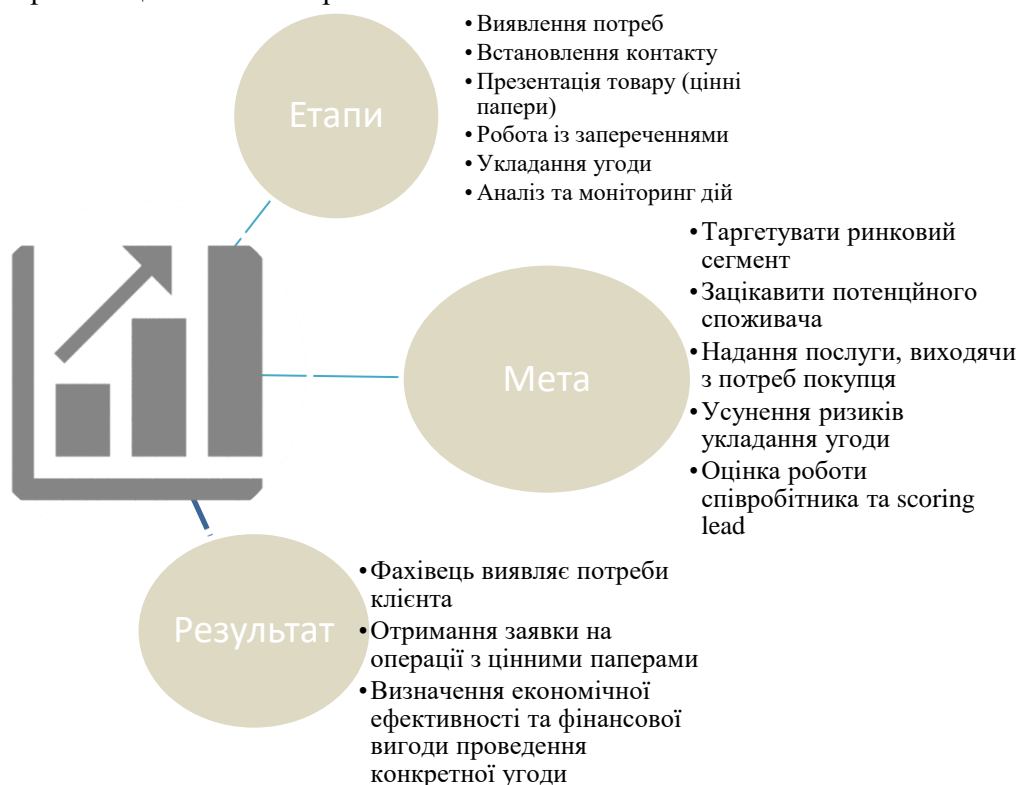 Етапи
• Виявлення потреб
• Встановлення контакту
• Презентація товару (цінні
папери)
• Робота із запереченнями
• Укладання угоди
• Аналіз та моніторинг дій
Мета
• Таргетувати ринковий
сегмент
• Зацікавити потенційного
споживача
• Надання послуги, виходячи
з потреб покупця
• Усунення ризиків
укладання угоди
• Оцінка роботи
співробітника та scoring
lead
Результат
• Фахівець виявляє потреби
клієнта
• Отримання заявки на
операції з цінними паперами
• Визначення економічної
ефективності та фінансової
вигоди проведення
конкретної угоди